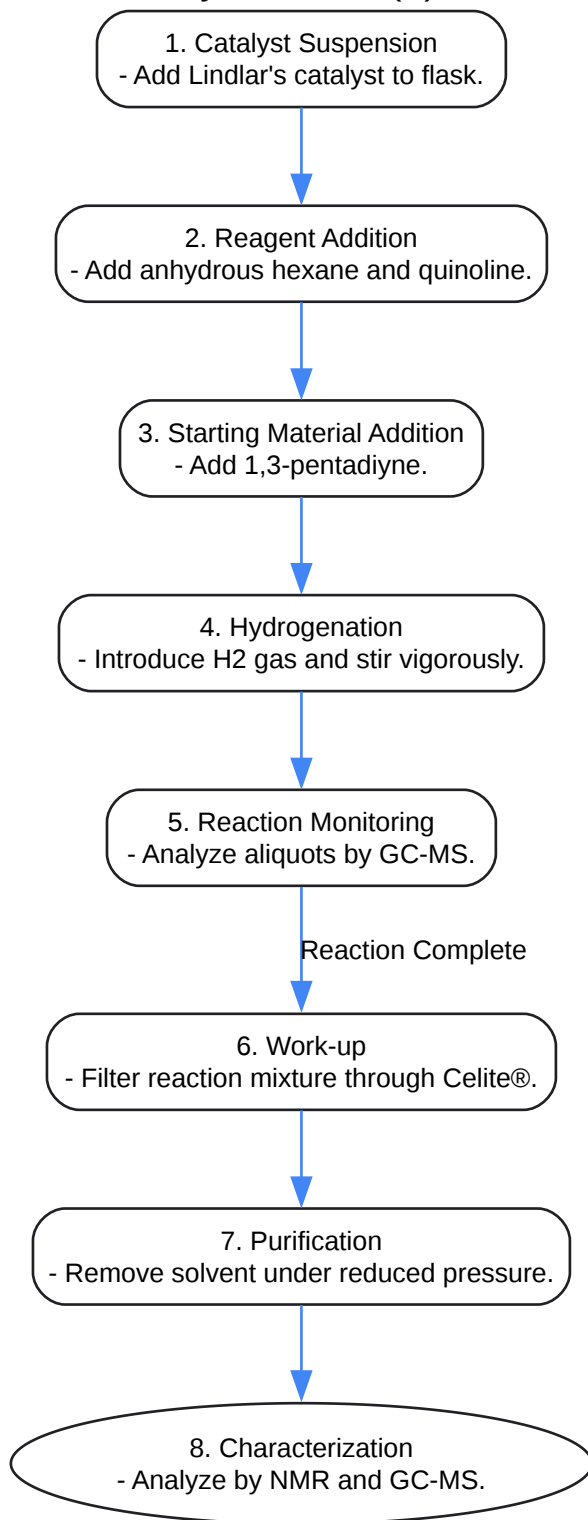 1. Catalyst Suspension
- Add Lindlar's catalyst to flask.
2. Reagent Addition
- Add anhydrous hexane and quinoline.
3. Starting Material Addition
- Add 1,3-pentadiyne.
4. Hydrogenation
- Introduce H2 gas and stir vigorously.
5. Reaction Monitoring
- Analyze aliquots by GC-MS.
Reaction Complete
6. Work-up
- Filter reaction mixture through Celite®.
7. Purification
- Remove solvent under reduced pressure.
8. Characterization
- Analyze by NMR and GC-MS.